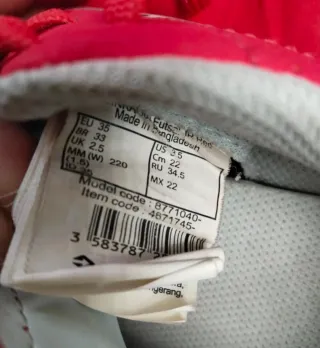 Made in Bangladesh
EU 35 US 3.5
BR 33 Cm 22
UK 2.5 RU 34.5
MM (W) 220 MX 22
Model code : 8771040-
Item code : 4671745-
3 583787